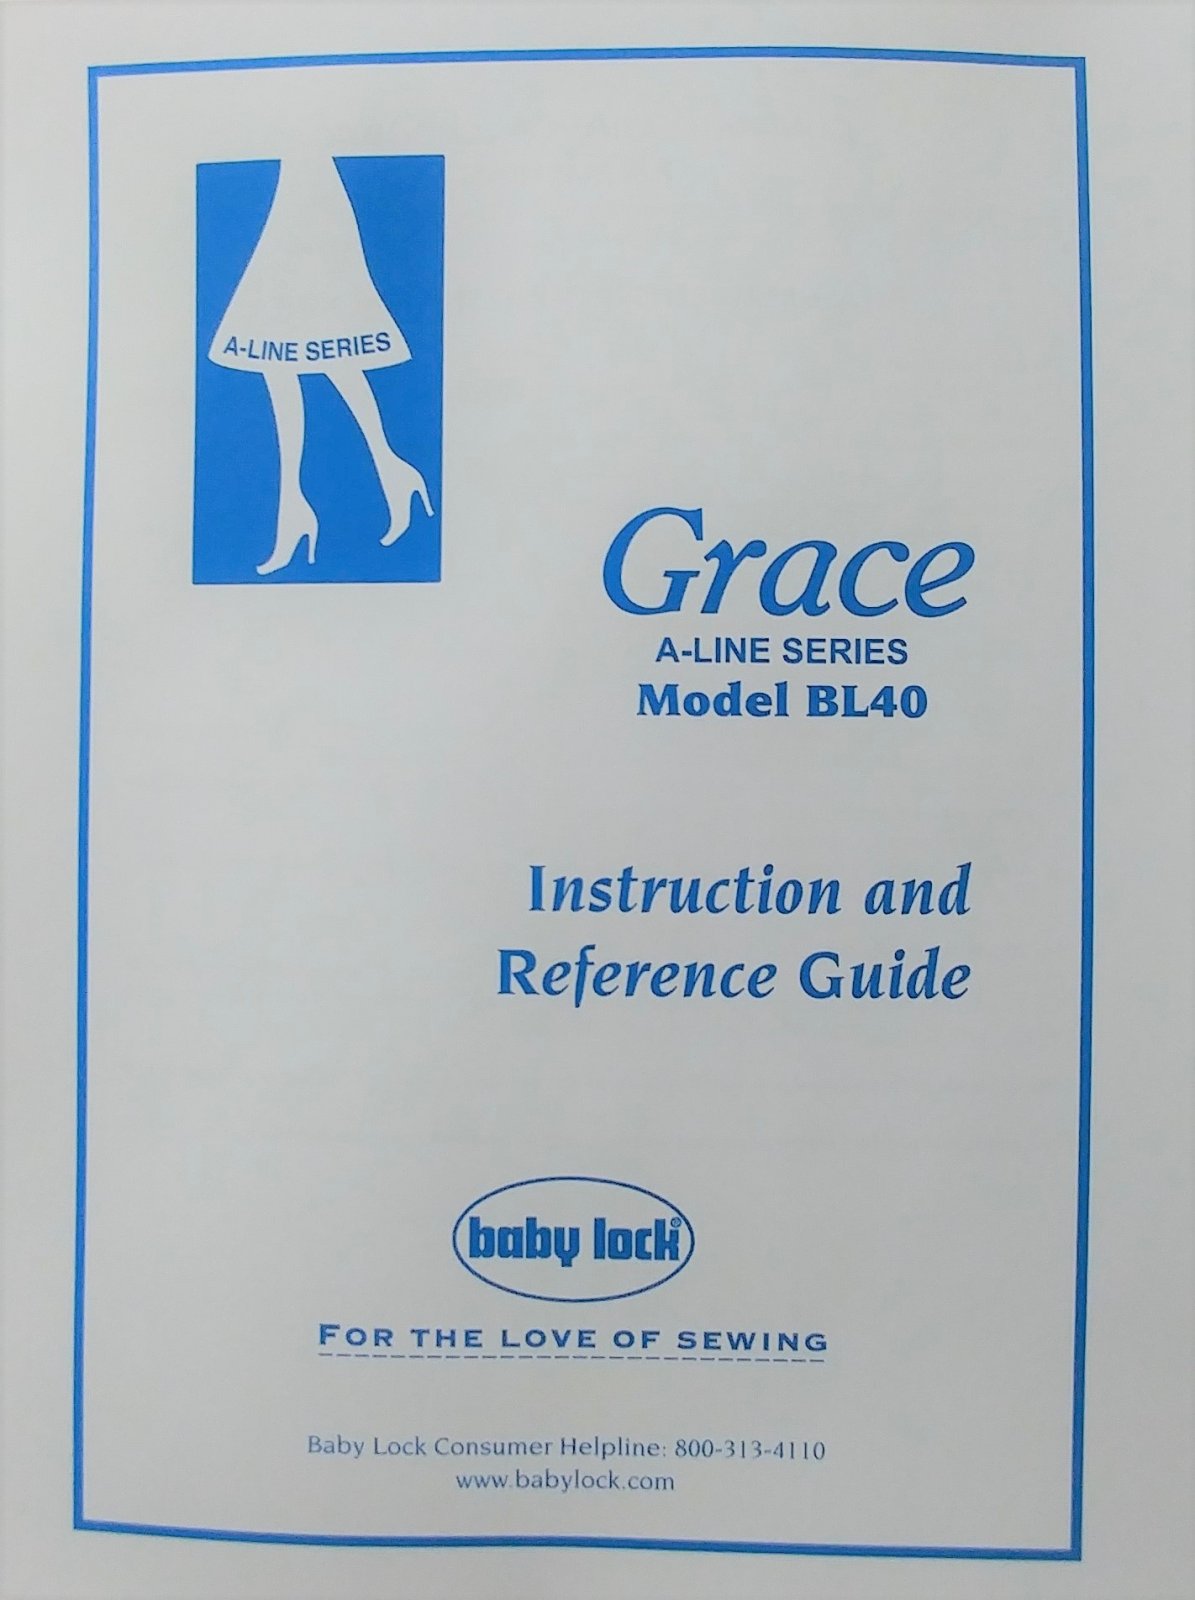 A-LINE SERIES
Grace
A-LINE SERIES
Model BL40
Instruction and
Reference Guide
baby lock®
FOR THE LOVE OF SEWING
Baby Lock Consumer Helpline: 800-313-4110
www.babylock.com